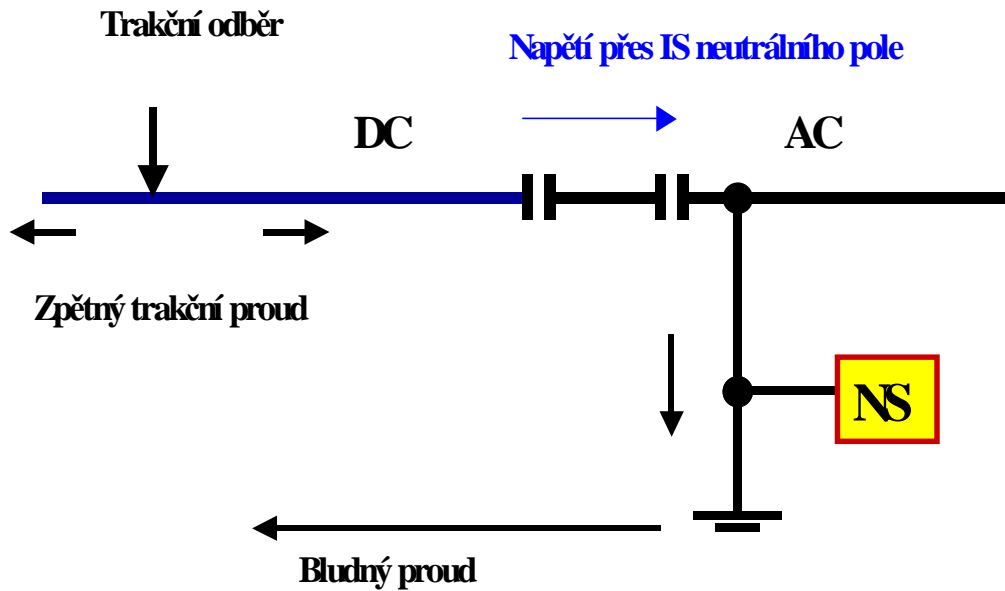 Trakční odběr
Napětí přes IS neutrálního pole
DC
AC
Zpětný trakční proud
NS
Bludný proud